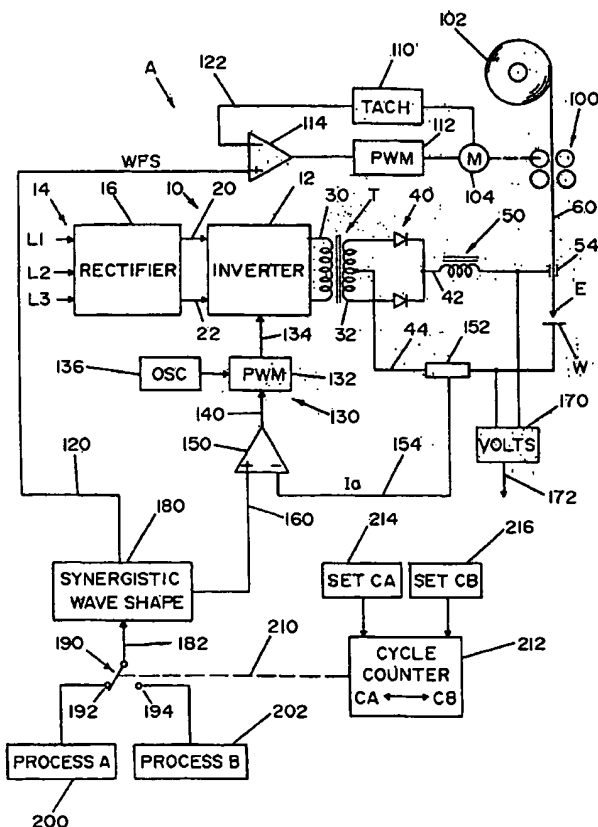 102
110'
122
A
TACH
112
100
114
PWM
M
WFS
104
14
16
10
20
12
30
T
40
60
50
54
L1
L2
L3
RECTIFIER
INVERTER
E
W
22
134
32
42
44
152
136
OSC
PWM
132
130
140
170
150
VOLTS
120
Ia
154
172
160
180
214
216
SYNERGISTIC
WAVE SHAPE
SET CA
SET CB
190
182
210
212
CYCLE
COUNTER
CA
CB
192
194
202
PROCESS A
PROCESS B
200